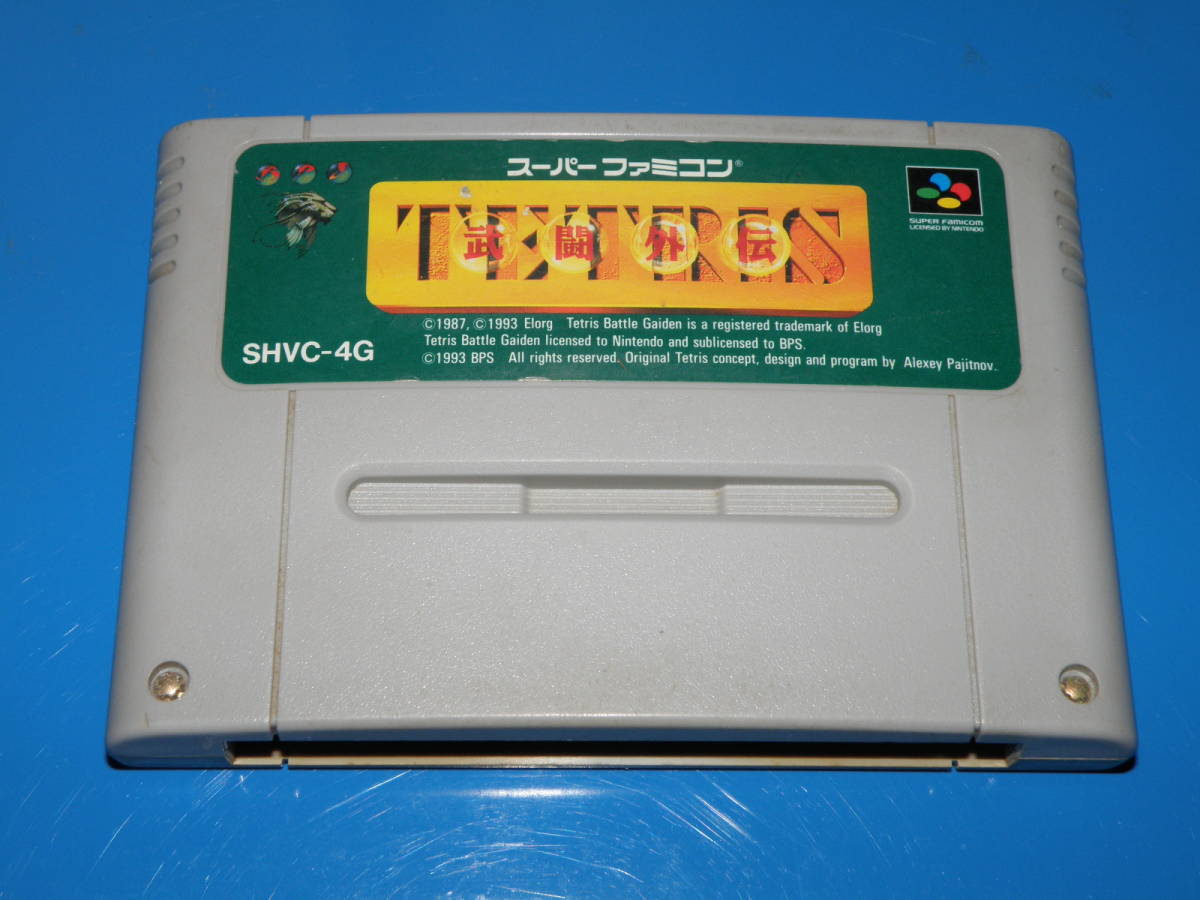 スーパーファミコン®
TETRIS
武闘外伝
SUPER FAMICOM
LICENSED BY NINTENDO
SHVC-4G
©1987, ©1993 Elorg Tetris Battle Gaiden is a registered trademark of Elorg
Tetris Battle Gaiden licensed to Nintendo and sublicensed to BPS.
©1993 BPS All rights reserved. Original Tetris concept, design and program by Alexey Pajitnov.